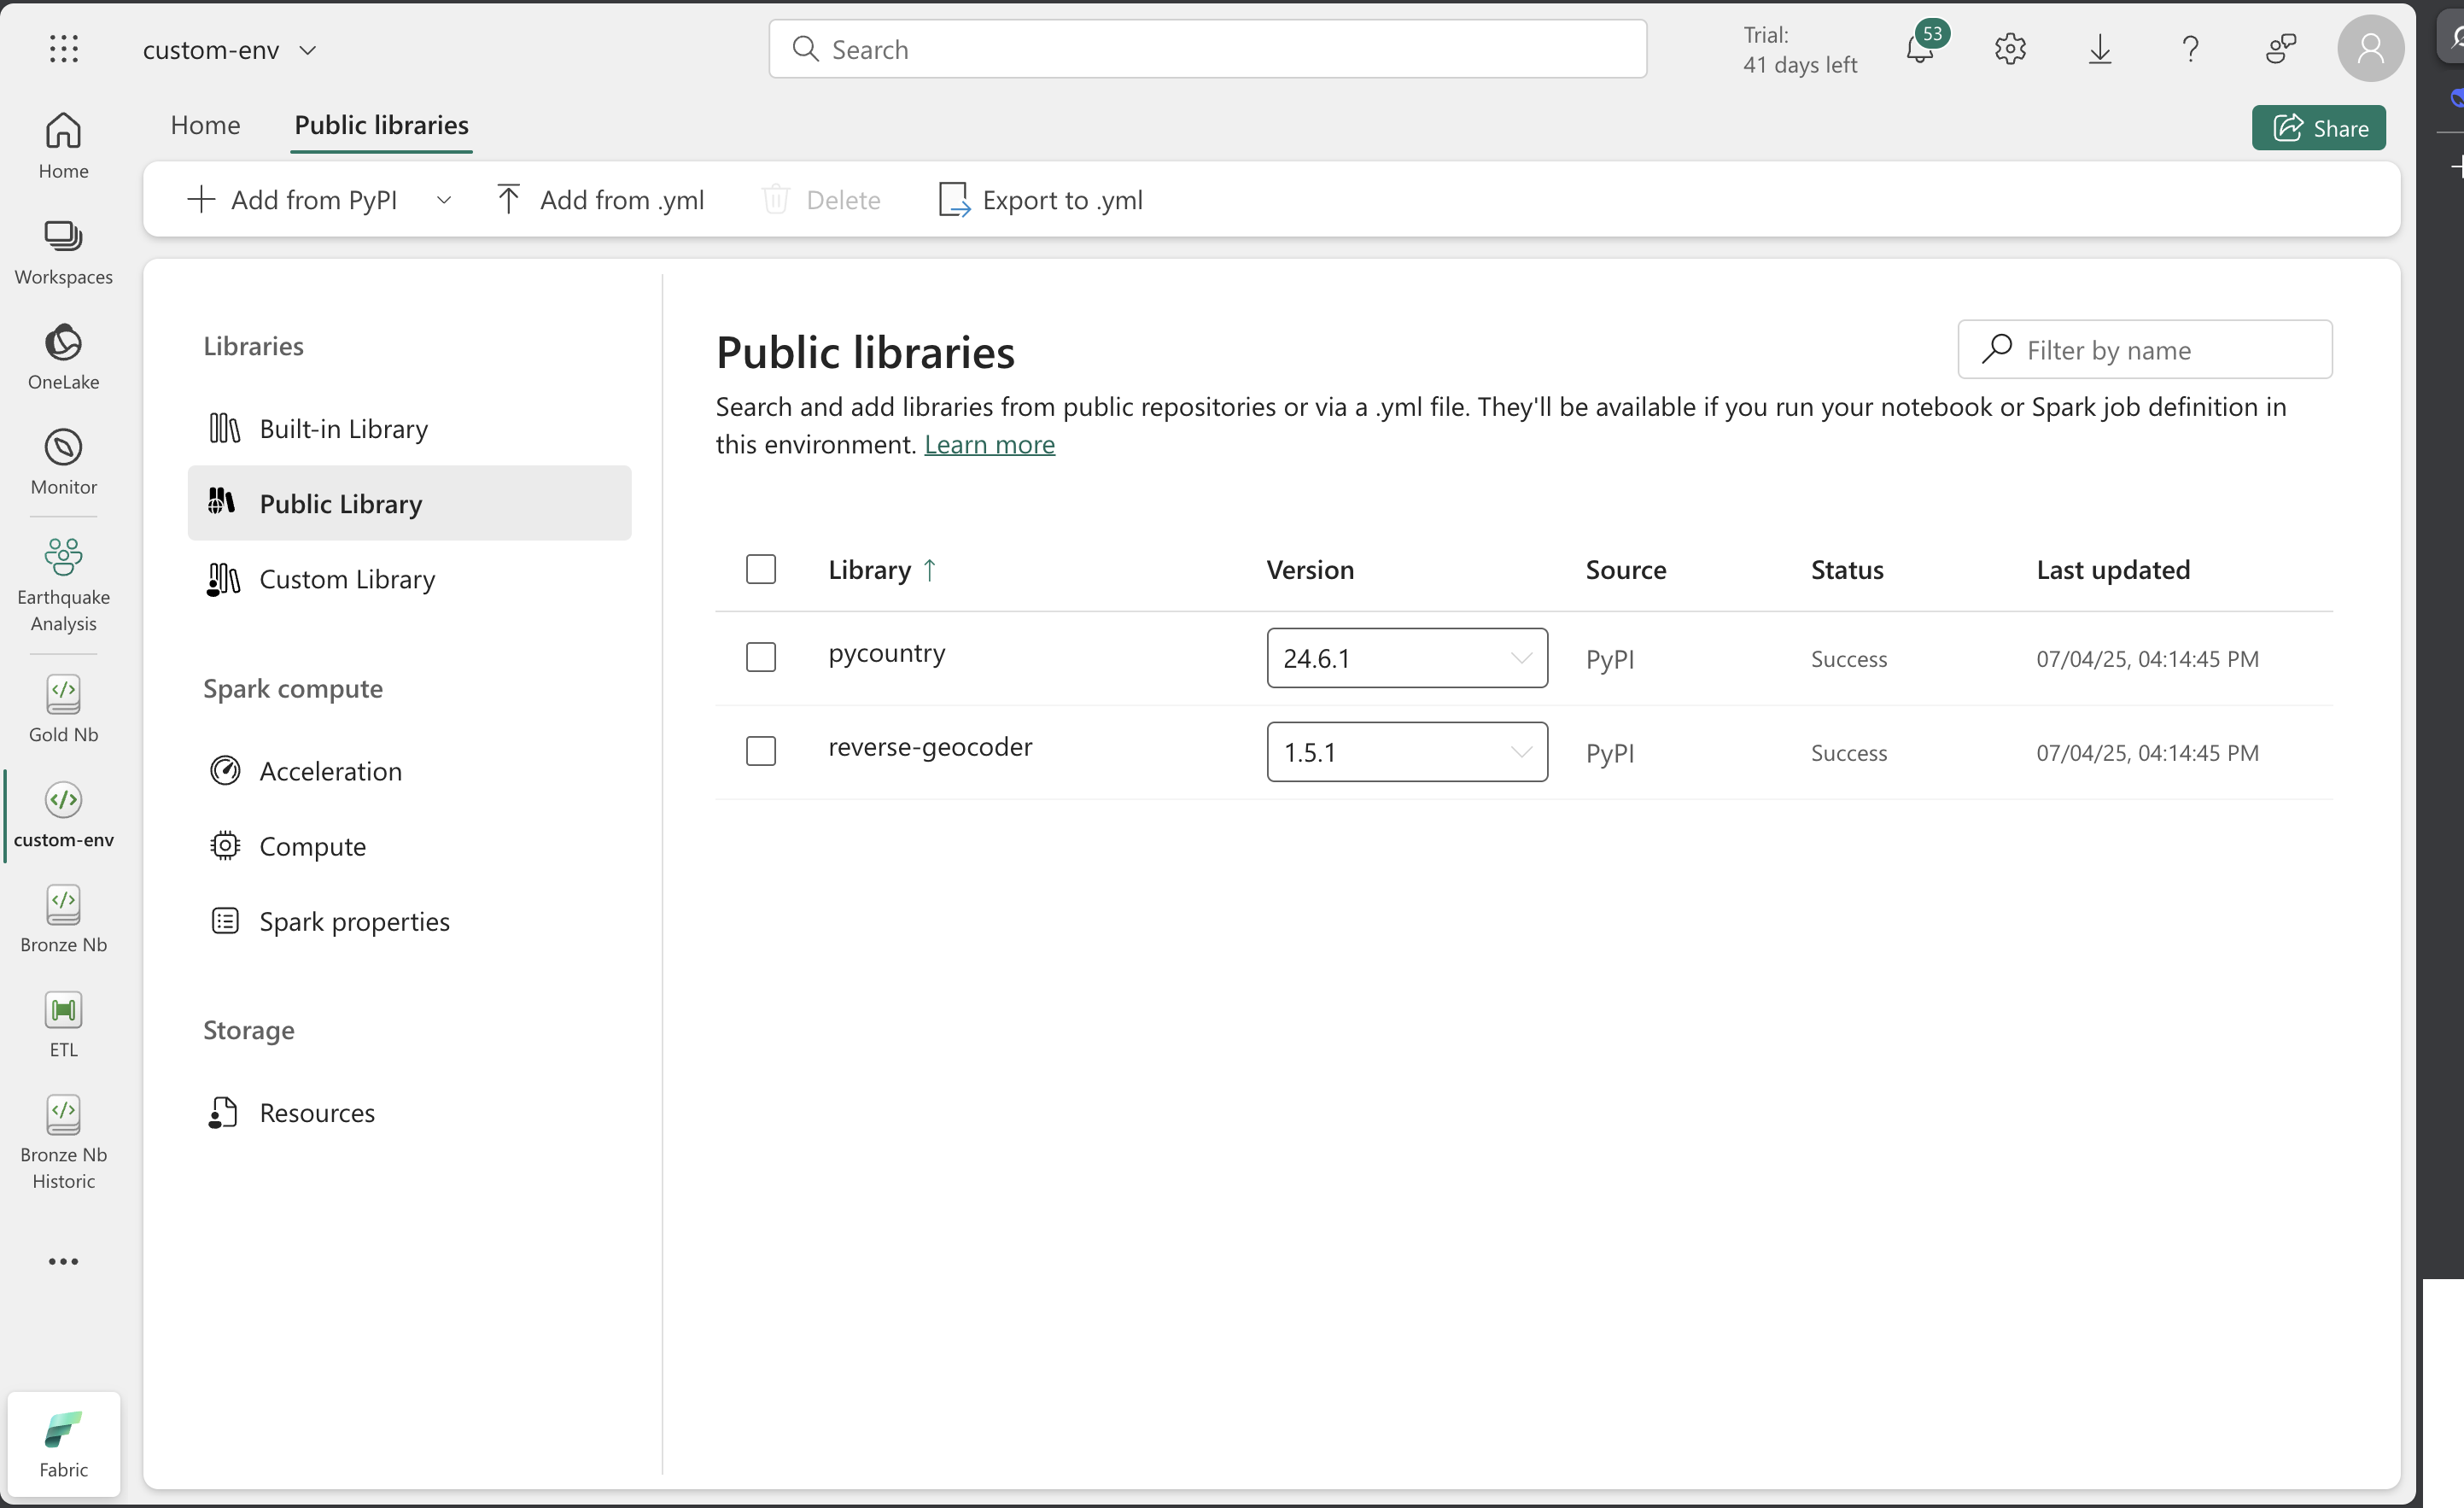 custom-env
Search
Trial:
41 days left
53
Home
Public libraries
Share
Add from PyPI
Add from .yml
Delete
Export to .yml
Home
Workspaces
OneLake
Monitor
Earthquake
Analysis
Gold Nb
custom-env
Bronze Nb
ETL
Bronze Nb
Historic
Fabric
Libraries
Built-in Library
Public Library
Custom Library
Spark compute
Acceleration
Compute
Spark properties
Storage
Resources
Public libraries
Filter by name
Search and add libraries from public repositories or via a .yml file. They'll be available if you run your notebook or Spark job definition in
this environment. Learn more
Library Version Source Status Last updated
pycountry 24.6.1 PyPI Success 07/04/25, 04:14:45 PM
reverse-geocoder 1.5.1 PyPI Success 07/04/25, 04:14:45 PM